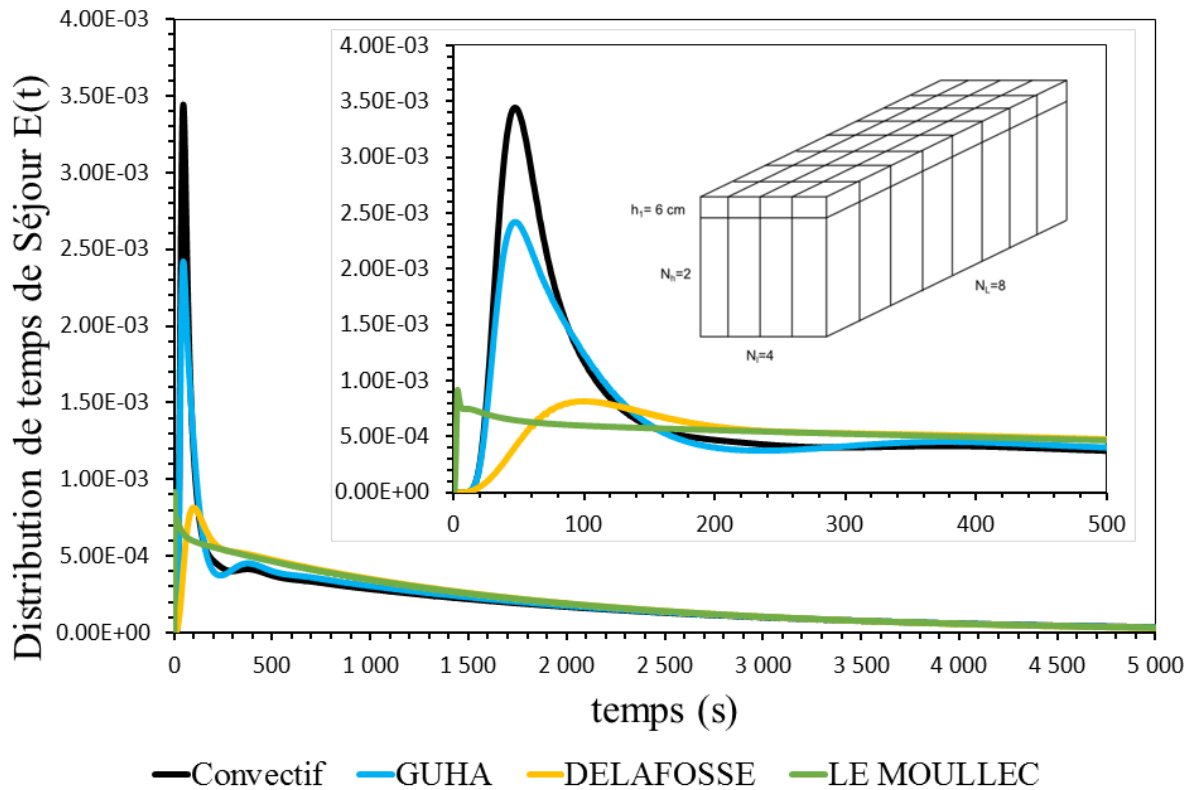 Distribution de temps de Séjour E(t)
4.00E-03
3.50E-03
3.00E-03
2.50E-03
2.00E-03
1.50E-03
1.00E-03
5.00E-04
0.00E+00
0 500 1 000 1 500 2 000 2 500 3 000 3 500 4 000 4 500 5 000
temps (s)
4.00E-03
3.50E-03
3.00E-03
2.50E-03
2.00E-03
1.50E-03
1.00E-03
5.00E-04
0.00E+00
0 100 200 300 400 500
h₁= 6 cm
Nₕ=2
N_L=8
Nₗ=4
Convectif GUHA DELAFOSSE LE MOULLEC